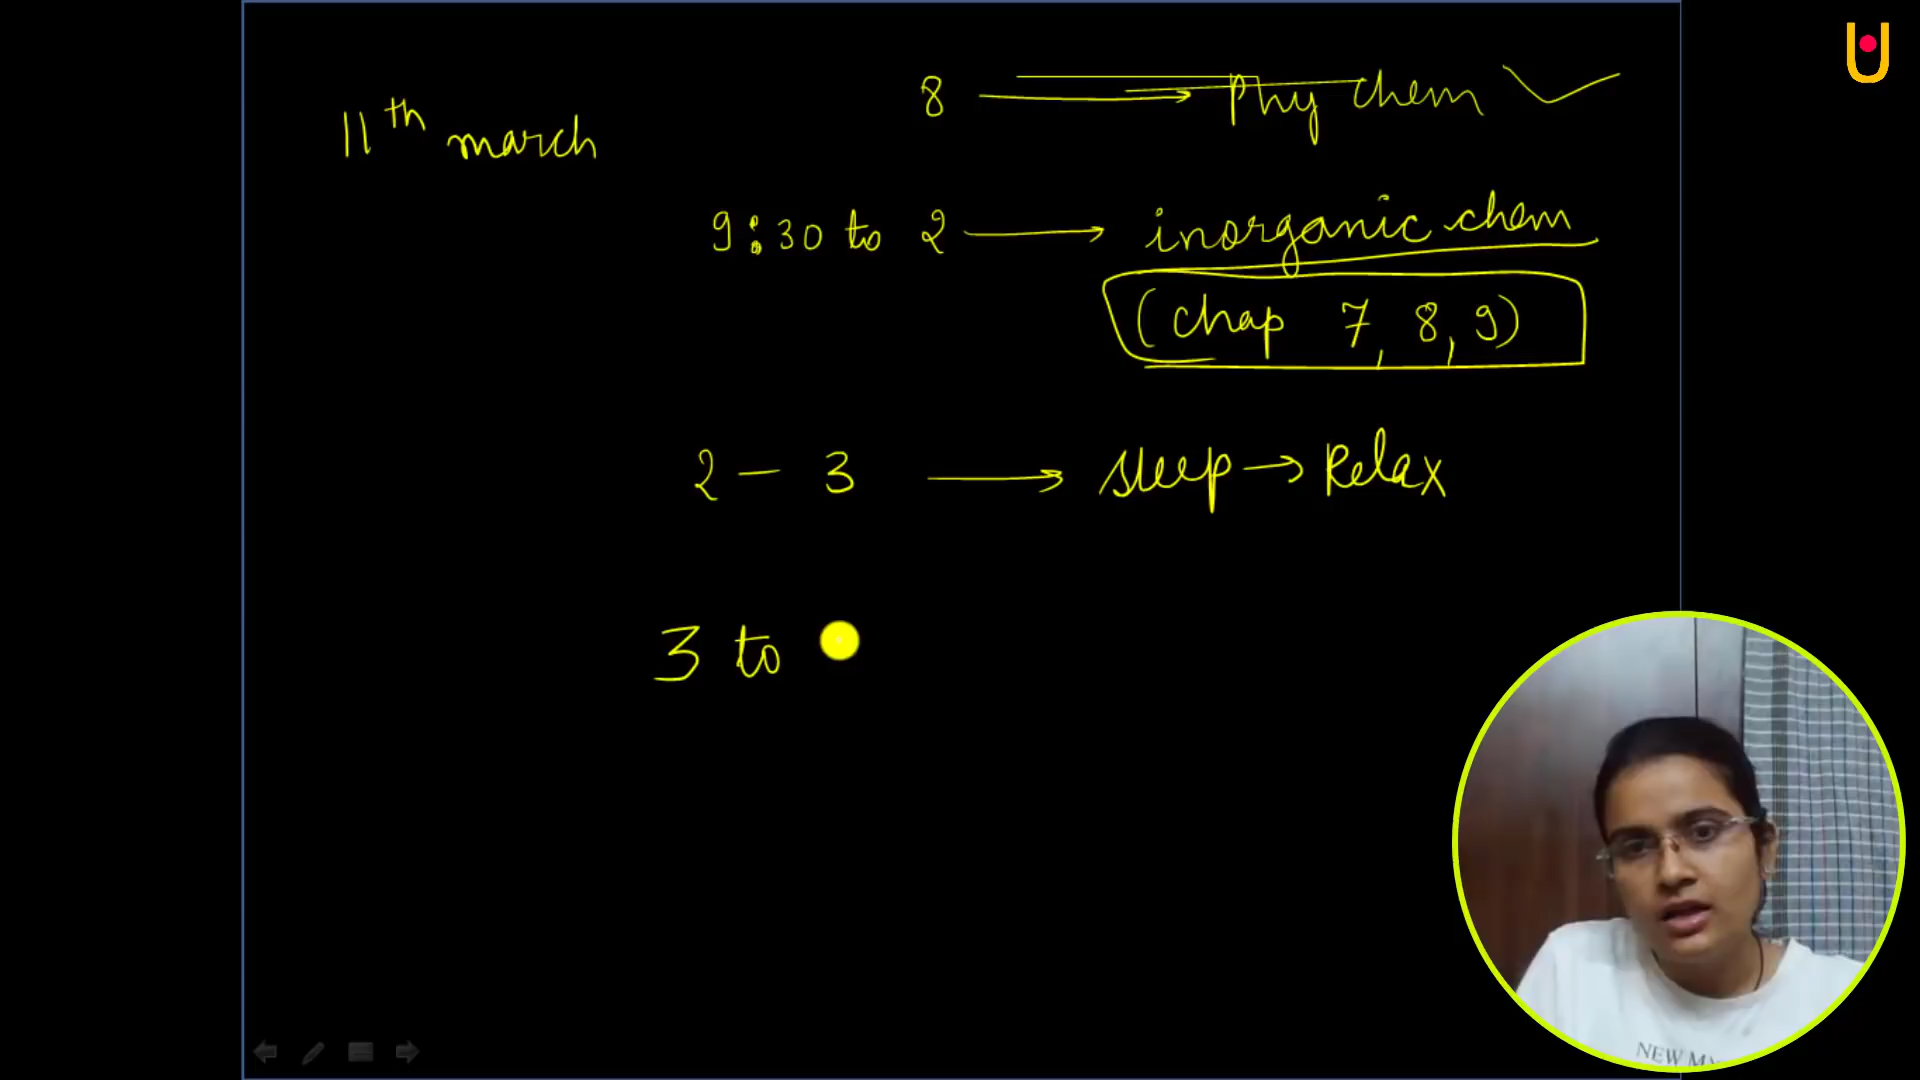 11th march
8 → Phy chem
9:30 to 2 → inorganic chem
(chap 7, 8, 9)
2 - 3 → sleep → Relax
3 to
NEW